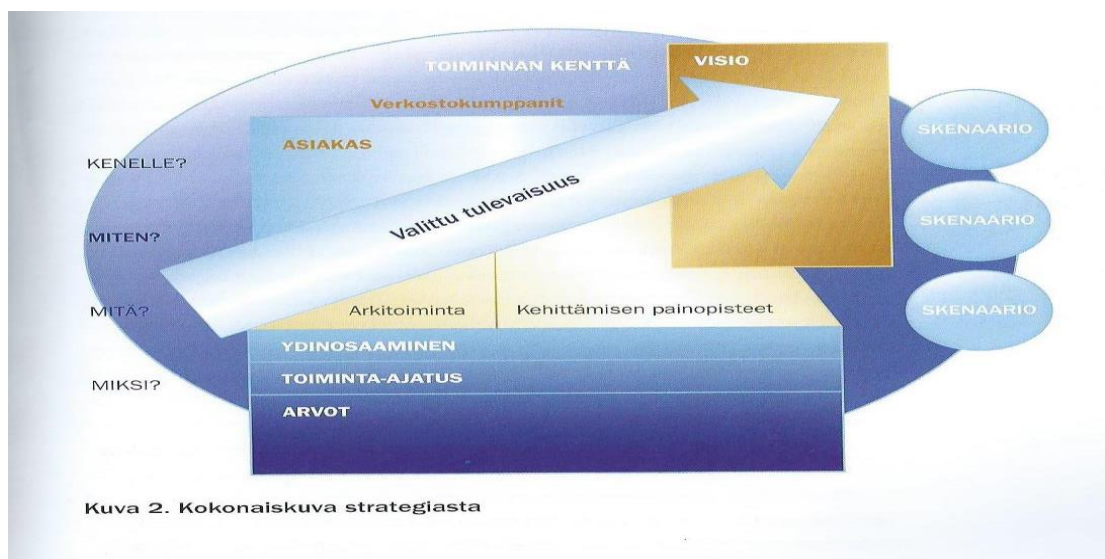 TOIMINNAN KENTTÄ
VISIO
Verkostokumppanit
ASIAKAS
SKENAARIO
KENELLE?
Valittu tulevaisuus
MITEN?
SKENAARIO
MITÄ?
Arkitoiminta
Kehittämisen painopisteet
SKENAARIO
YDINOSAAMINEN
MIKSI?
TOIMINTA-AJATUS
ARVOT
Kuva 2. Kokonaiskuva strategiasta